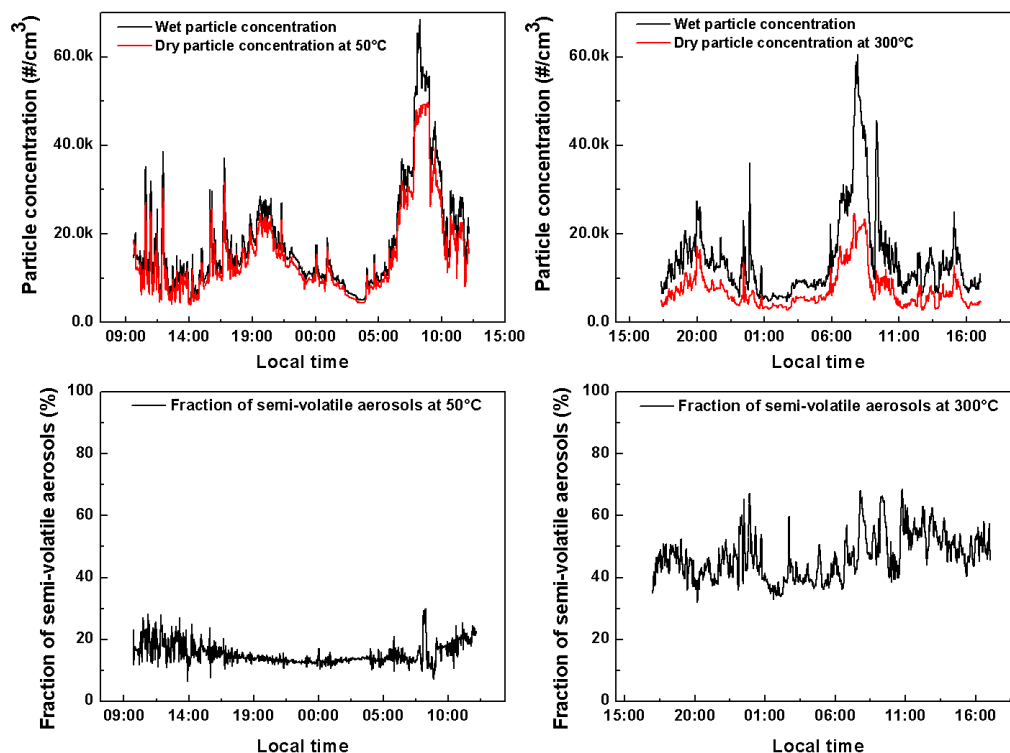 Particle concentration (#/cm³)
Wet particle concentration
Dry particle concentration at 50°C
60.0k
40.0k
20.0k
0.0
09:00 14:00 19:00 00:00 05:00 10:00 15:00
Local time
Particle concentration (#/cm³)
Wet particle concentration
Dry particle concentration at 300°C
60.0k
40.0k
20.0k
0.0
15:00 20:00 01:00 06:00 11:00 16:00
Local time
Fraction of semi-volatile aerosols (%)
Fraction of semi-volatile aerosols at 50°C
100
80
60
40
20
0
09:00 14:00 19:00 00:00 05:00 10:00
Local time
Fraction of semi-volatile aerosols (%)
Fraction of semi-volatile aerosols at 300°C
100
80
60
40
20
0
15:00 20:00 01:00 06:00 11:00 16:00
Local time